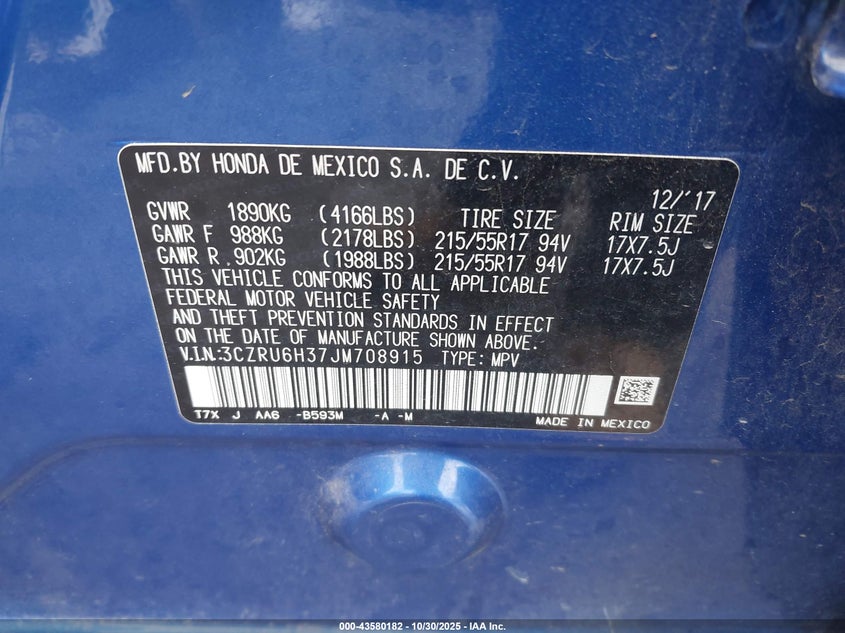 MFD.BY HONDA DE MEXICO S.A. DE C.V.
12/'17
GVWR 1890KG (4166LBS) TIRE SIZE RIM SIZE
GAWR F 988KG (2178LBS) 215/55R17 94V 17X7.5J
GAWR R .902KG (1988LBS) 215/55R17 94V 17X7.5J
THIS VEHICLE CONFORMS TO ALL APPLICABLE
FEDERAL MOTOR VEHICLE SAFETY
AND THEFT PREVENTION STANDARDS IN EFFECT
ON THE DATE OF MANUFACTURE SHOWN ABOVE.
V.I.N:3CZRU6H37JM708915 TYPE: MPV
T7X J AA6 -B593M -A -M
MADE IN MEXICO
000-43580182 - 10/30/2025 - IAA Inc.